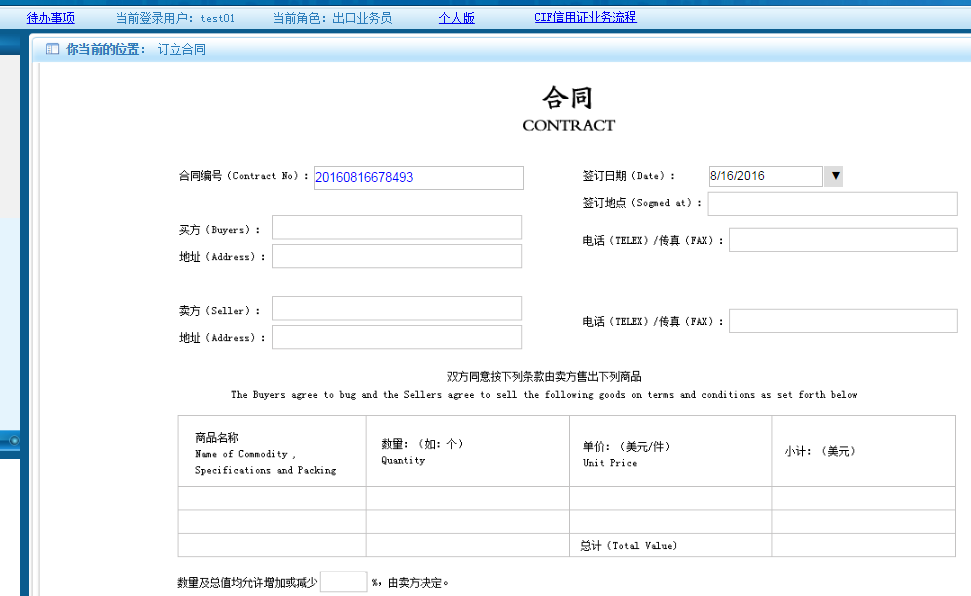 待办事项 当前登录用户：test01 当前角色：出口业务员 个人版 CIF信用证业务流程
你当前的位置： 订立合同
合同
CONTRACT
合同编号（Contract No）： 20160816678493 签订日期（Date）： 8/16/2016 ▼
签订地点（Sogmed at）：
买方（Buyers）： 电话（TELEX）/传真（FAX）：
地址（Address）：
卖方（Seller）： 电话（TELEX）/传真（FAX）：
地址（Address）：
双方同意按下列条款由卖方售出下列商品
The Buyers agree to bug and the Sellers agree to sell the following goods on terms and conditions as set forth below
商品名称
Name of Commodity ,
Specifications and Packing
数量：（如：个）
Quantity
单价：（美元/件）
Unit Price
小计：（美元）
总计（Total Value）
数量及总值均允许增加或减少 %，由卖方决定。